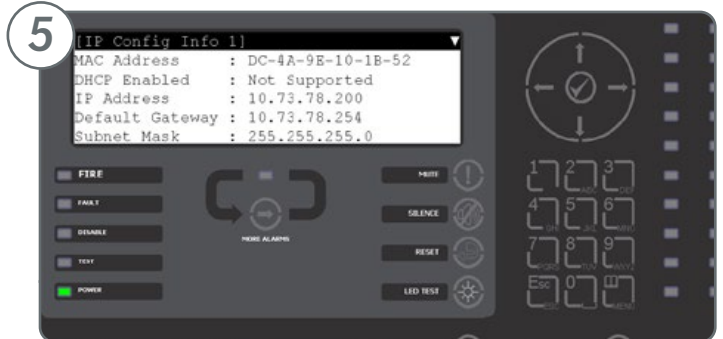 5
[IP Config Info 1]
MAC Address : DC-4A-9E-10-1B-52
DHCP Enabled : Not Supported
IP Address : 10.73.78.200
Default Gateway : 10.73.78.254
Subnet Mask : 255.255.255.0
FIRE
FAULT
DISABLE
TEST
POWER
MORE ALARMS
MUTE
SILENCE
RESET
LED TEST
1 2 ABC 3 DEF
4 GHI 5 JKL 6 MNO
7 PQRS 8 TUV 9 WXYZ
Esc ESC 0 MENU